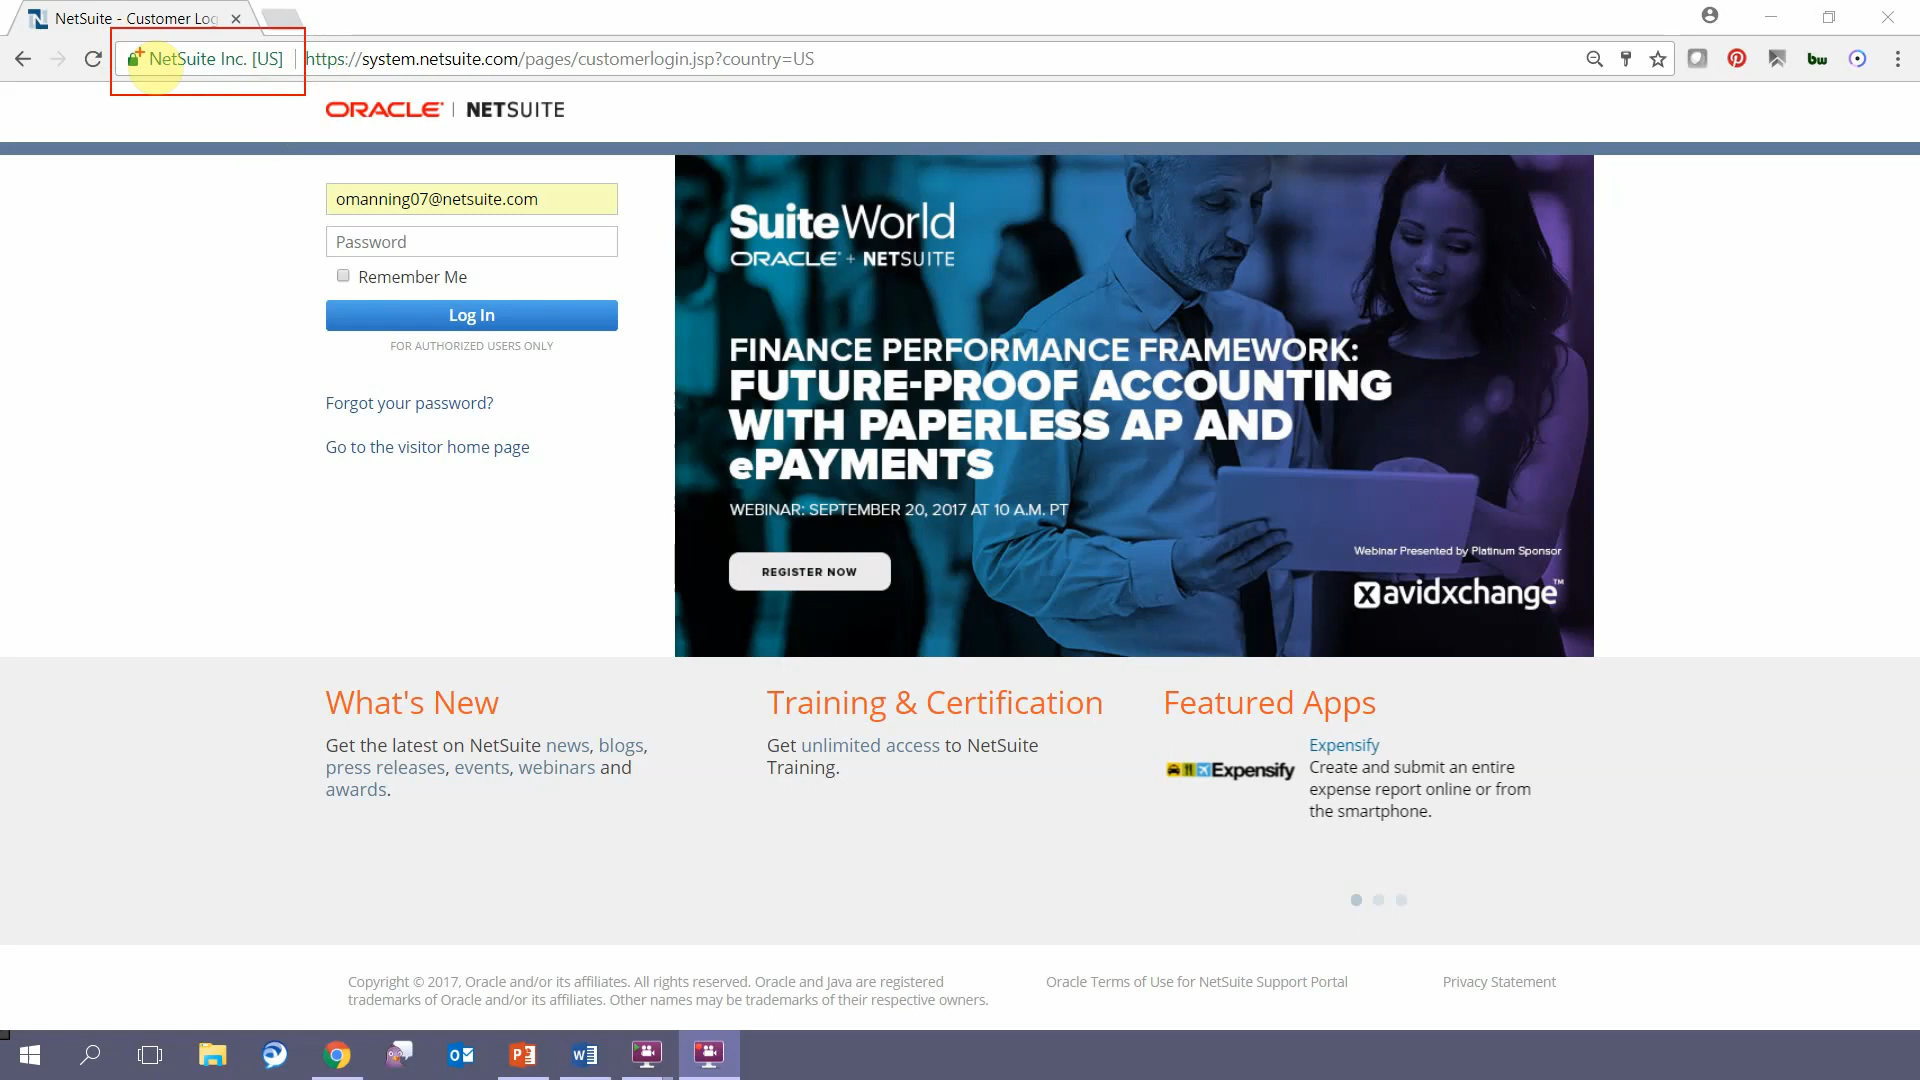 NetSuite - Customer Log
NetSuite Inc. [US] https://system.netsuite.com/pages/customerlogin.jsp?country=US
bw
ORACLE | NETSUITE
omanning07@netsuite.com
Password
Remember Me
Log In
FOR AUTHORIZED USERS ONLY
Forgot your password?
Go to the visitor home page
SuiteWorld
ORACLE + NETSUITE
FINANCE PERFORMANCE FRAMEWORK:
FUTURE-PROOF ACCOUNTING
WITH PAPERLESS AP AND
ePAYMENTS
WEBINAR: SEPTEMBER 20, 2017 AT 10 A.M. PT
REGISTER NOW
Webinar Presented by Platinum Sponsor
avidxchange™
What's New
Get the latest on NetSuite news, blogs,
press releases, events, webinars and
awards.
Training & Certification
Get unlimited access to NetSuite
Training.
Featured Apps
Expensify
Expensify
Create and submit an entire
expense report online or from
the smartphone.
Copyright © 2017, Oracle and/or its affiliates. All rights reserved. Oracle and Java are registered
trademarks of Oracle and/or its affiliates. Other names may be trademarks of their respective owners.
Oracle Terms of Use for NetSuite Support Portal
Privacy Statement